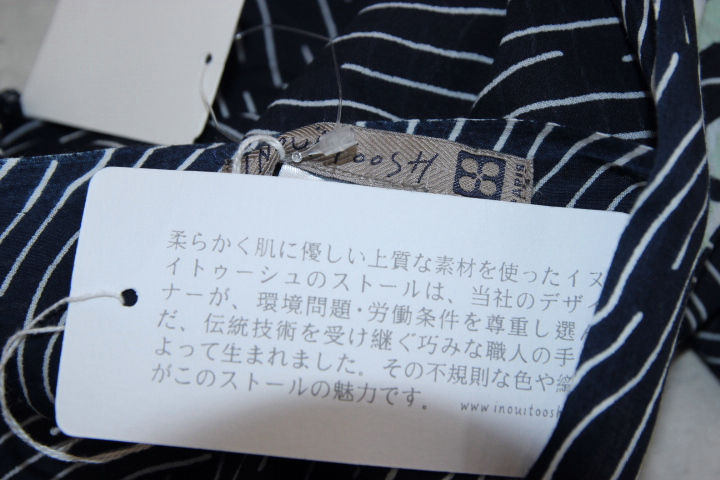 INOUITOOSH
PARIS
柔らかく肌に優しい上質な素材を使ったイヌ
イトゥーシュのストールは、当社のデザイ
ナーが、環境問題・労働条件を尊重し選ん
だ、伝統技術を受け継ぐ巧みな職人の手
よって生まれました。その不規則な色や縫
がこのストールの魅力です。
www.inouitoosh